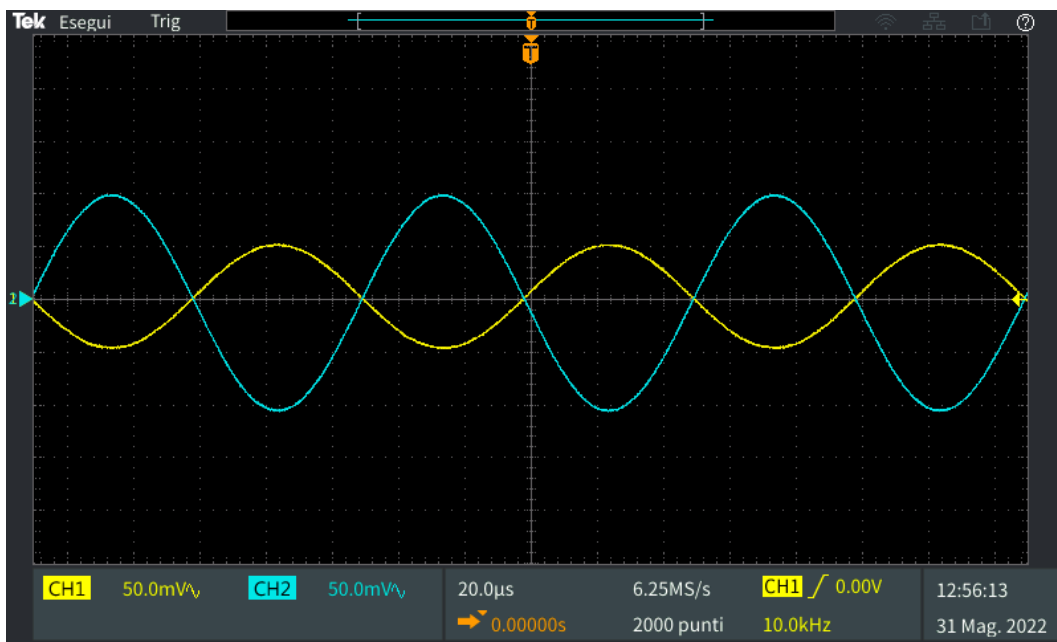 Tek Esegui Trig
T
T
CH1 50.0mV CH2 50.0mV 20.0µs 6.25MS/s CH1 0.00V 12:56:13
0.00000s 2000 punti 10.0kHz 31 Mag. 2022